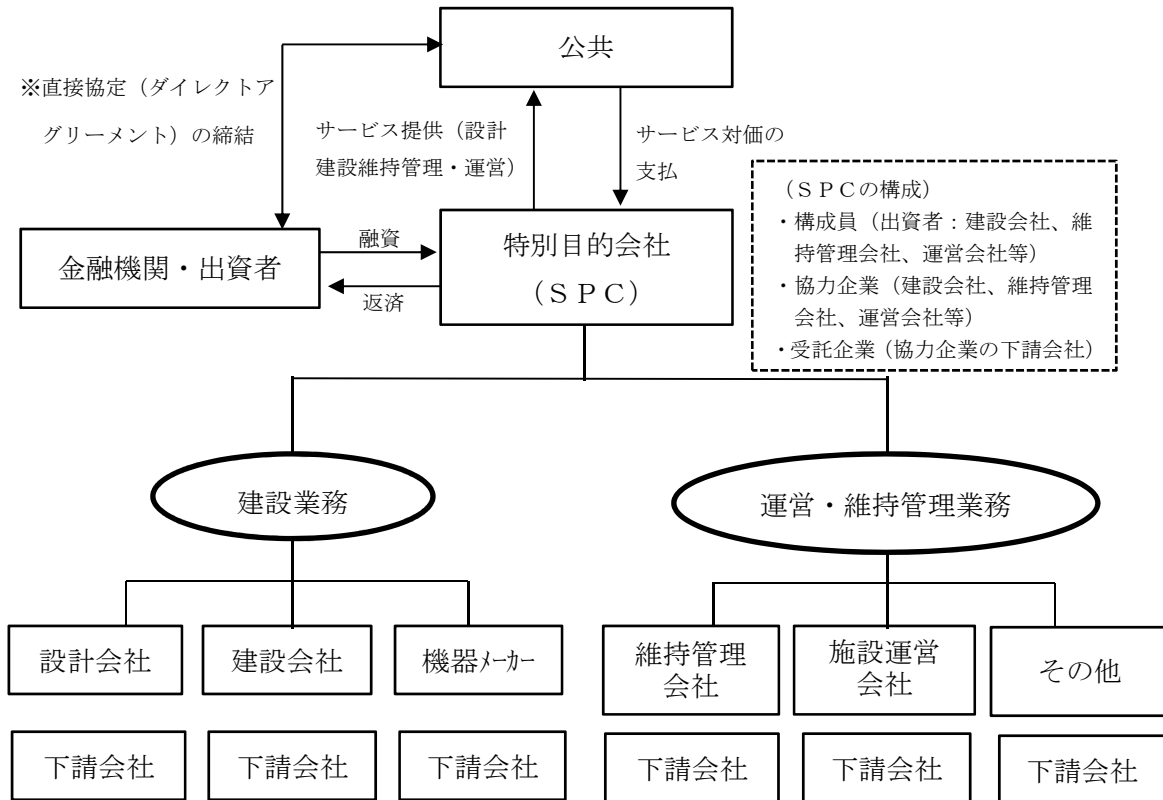 公共
※直接協定（ダイレクトア
グリーメント）の締結
サービス提供（設計
建設維持管理・運営）
サービス対価の
支払
（ＳＰＣの構成）
・構成員（出資者：建設会社、維
持管理会社、運営会社等）
・協力企業（建設会社、維持管理
会社、運営会社等）
・受託企業（協力企業の下請会社）
金融機関・出資者
融資
返済
特別目的会社
（ＳＰＣ）
建設業務
運営・維持管理業務
設計会社
建設会社
機器ﾒｰｶｰ
維持管理
会社
施設運営
会社
その他
下請会社
下請会社
下請会社
下請会社
下請会社
下請会社